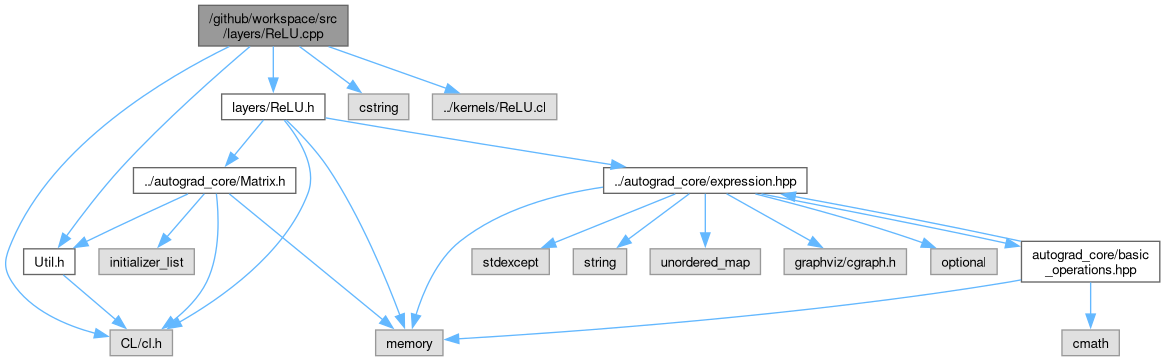 /github/workspace/src
/layers/ReLU.cpp
layers/ReLU.h
cstring
../kernels/ReLU.cl
../autograd_core/Matrix.h
../autograd_core/expression.hpp
Util.h
initializer_list
stdexcept
string
unordered_map
graphviz/cgraph.h
optional
autograd_core/basic
_operations.hpp
CL/cl.h
memory
cmath